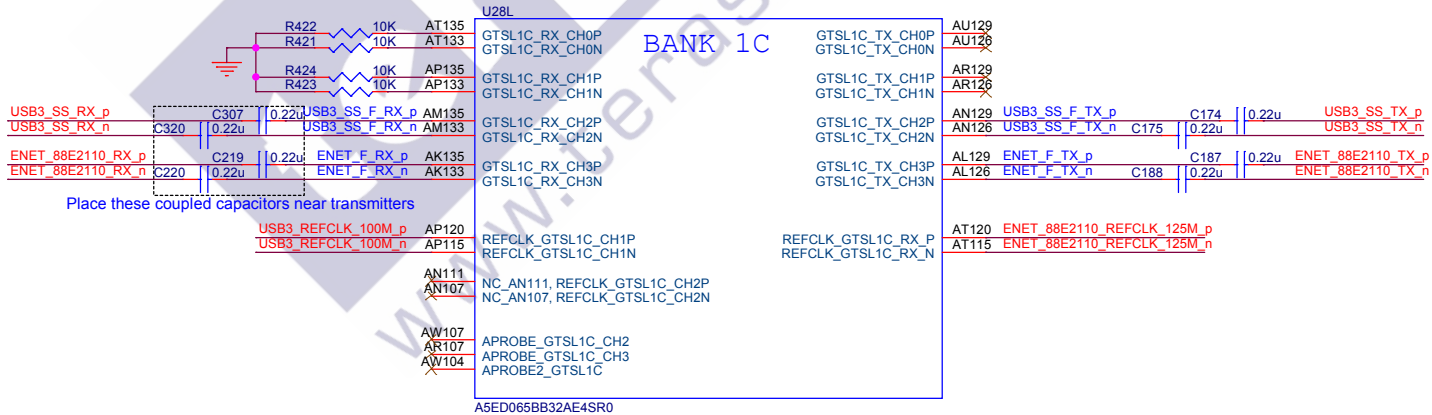 U28L
BANK 1C
R422 10K AT135 GTSL1C_RX_CH0P
R421 10K AT133 GTSL1C_RX_CH0N
R424 10K AP135 GTSL1C_RX_CH1P
R423 10K AP133 GTSL1C_RX_CH1N
USB3_SS_RX_p C307 0.22u USB3_SS_F_RX_p AM135 GTSL1C_RX_CH2P
USB3_SS_RX_n C320 0.22u USB3_SS_F_RX_n AM133 GTSL1C_RX_CH2N
ENET_88E2110_RX_p C219 0.22u ENET_F_RX_p AK135 GTSL1C_RX_CH3P
ENET_88E2110_RX_n C220 0.22u ENET_F_RX_n AK133 GTSL1C_RX_CH3N
Place these coupled capacitors near transmitters
USB3_REFCLK_100M_p AP120 REFCLK_GTSL1C_CH1P
USB3_REFCLK_100M_n AP115 REFCLK_GTSL1C_CH1N
AN111 NC_AN111, REFCLK_GTSL1C_CH2P
AN107 NC_AN107, REFCLK_GTSL1C_CH2N
AW107 APROBE_GTSL1C_CH2
AR107 APROBE_GTSL1C_CH3
AW104 APROBE2_GTSL1C
GTSL1C_TX_CH0P AU129
GTSL1C_TX_CH0N AU126
GTSL1C_TX_CH1P AR129
GTSL1C_TX_CH1N AR126
GTSL1C_TX_CH2P AN129 USB3_SS_F_TX_p C174 0.22u USB3_SS_TX_p
GTSL1C_TX_CH2N AN126 USB3_SS_F_TX_n C175 0.22u USB3_SS_TX_n
GTSL1C_TX_CH3P AL129 ENET_F_TX_p C187 0.22u ENET_88E2110_TX_p
GTSL1C_TX_CH3N AL126 ENET_F_TX_n C188 0.22u ENET_88E2110_TX_n
REFCLK_GTSL1C_RX_P AT120 ENET_88E2110_REFCLK_125M_p
REFCLK_GTSL1C_RX_N AT115 ENET_88E2110_REFCLK_125M_n
A5ED065BB32AE4SR0
www.teras